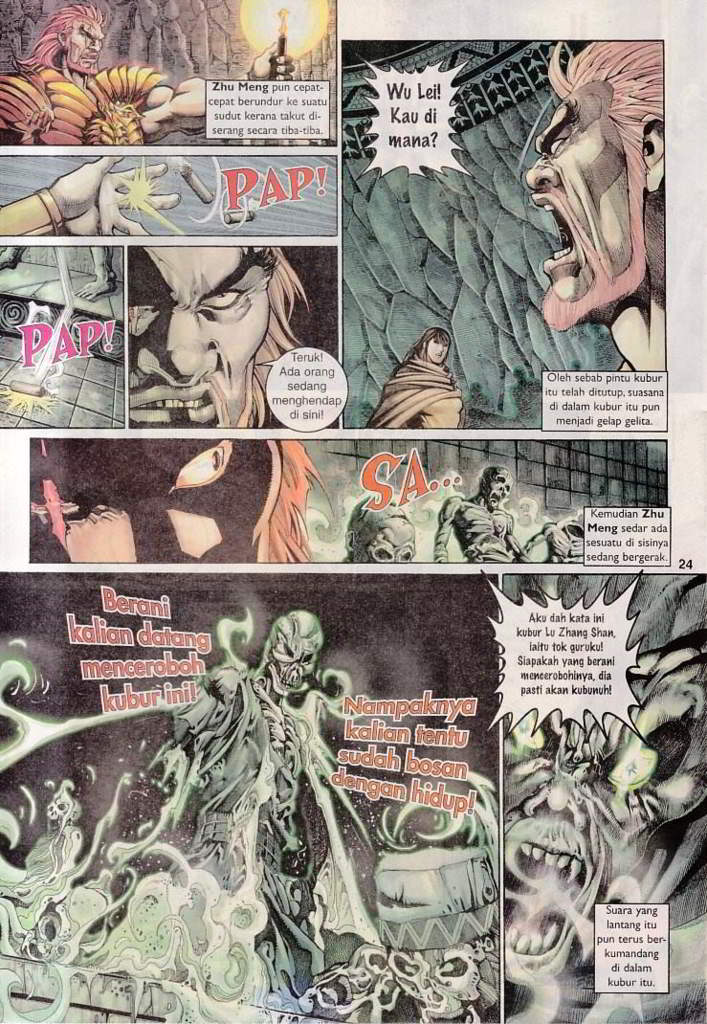 Zhu Meng pun cepat-
cepat berundur ke suatu
sudut kerana takut di-
serang secara tiba-tiba.
Wu Lei!
Kau di
mana?
PAP!
PAP!
Teruk!
Ada orang
sedang
menghendap
di sini!
Oleh sebab pintu kubur
itu telah ditutup, suasana
di dalam kubur itu pun
menjadi gelap gelita.
SA...
Kemudian Zhu
Meng sedar ada
sesuatu di sisinya
sedang bergerak.
24
Berani
kalian datang
menceroboh
kubur ini!
Nampaknya
kalian tentu
sudah bosan
dengan hidup!
Aku dah kata ini
kubur Lu Zhang Shan,
iaitu tok guruku!
Siapakah yang berani
mencerobohinya, dia
pasti akan kubunuh!
Suara yang
lantang itu
pun terus ber-
kumandang
di dalam
kubur itu.